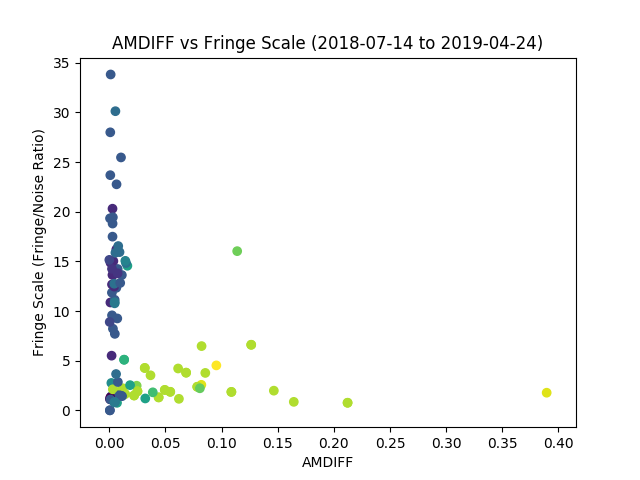 AMDIFF vs Fringe Scale (2018-07-14 to 2019-04-24)
Fringe Scale (Fringe/Noise Ratio)
35
30
25
20
15
10
5
0
0.00 0.05 0.10 0.15 0.20 0.25 0.30 0.35 0.40
AMDIFF